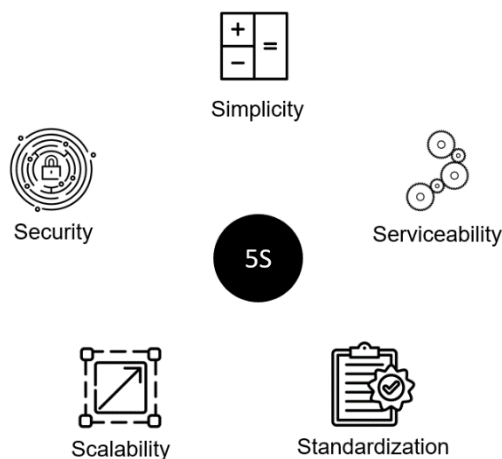 Simplicity
Security
Serviceability
5S
Scalability
Standardization